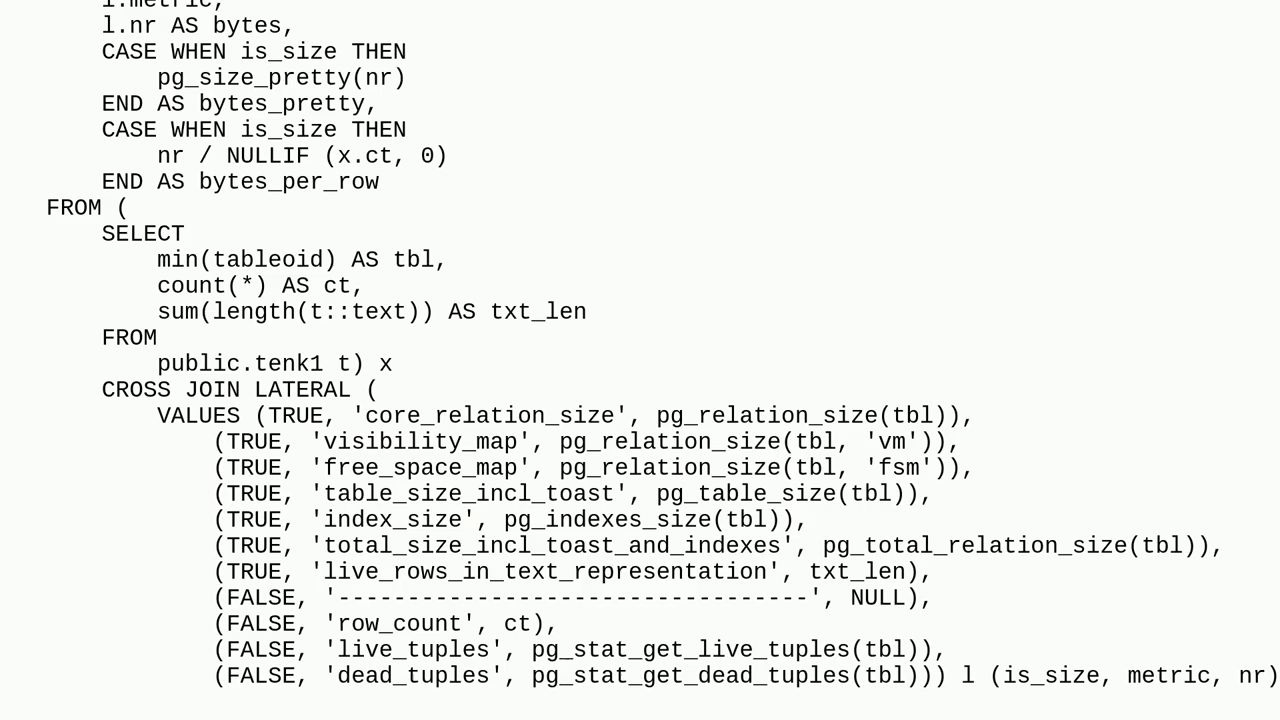 l.metric,
l.nr AS bytes,
CASE WHEN is_size THEN
pg_size_pretty(nr)
END AS bytes_pretty,
CASE WHEN is_size THEN
nr / NULLIF (x.ct, 0)
END AS bytes_per_row
FROM (
SELECT
min(tableoid) AS tbl,
count(*) AS ct,
sum(length(t::text)) AS txt_len
FROM
public.tenk1 t) x
CROSS JOIN LATERAL (
VALUES (TRUE, 'core_relation_size', pg_relation_size(tbl)),
(TRUE, 'visibility_map', pg_relation_size(tbl, 'vm')),
(TRUE, 'free_space_map', pg_relation_size(tbl, 'fsm')),
(TRUE, 'table_size_incl_toast', pg_table_size(tbl)),
(TRUE, 'index_size', pg_indexes_size(tbl)),
(TRUE, 'total_size_incl_toast_and_indexes', pg_total_relation_size(tbl)),
(TRUE, 'live_rows_in_text_representation', txt_len),
(FALSE, '----------------------------------', NULL),
(FALSE, 'row_count', ct),
(FALSE, 'live_tuples', pg_stat_get_live_tuples(tbl)),
(FALSE, 'dead_tuples', pg_stat_get_dead_tuples(tbl))) l (is_size, metric, nr)